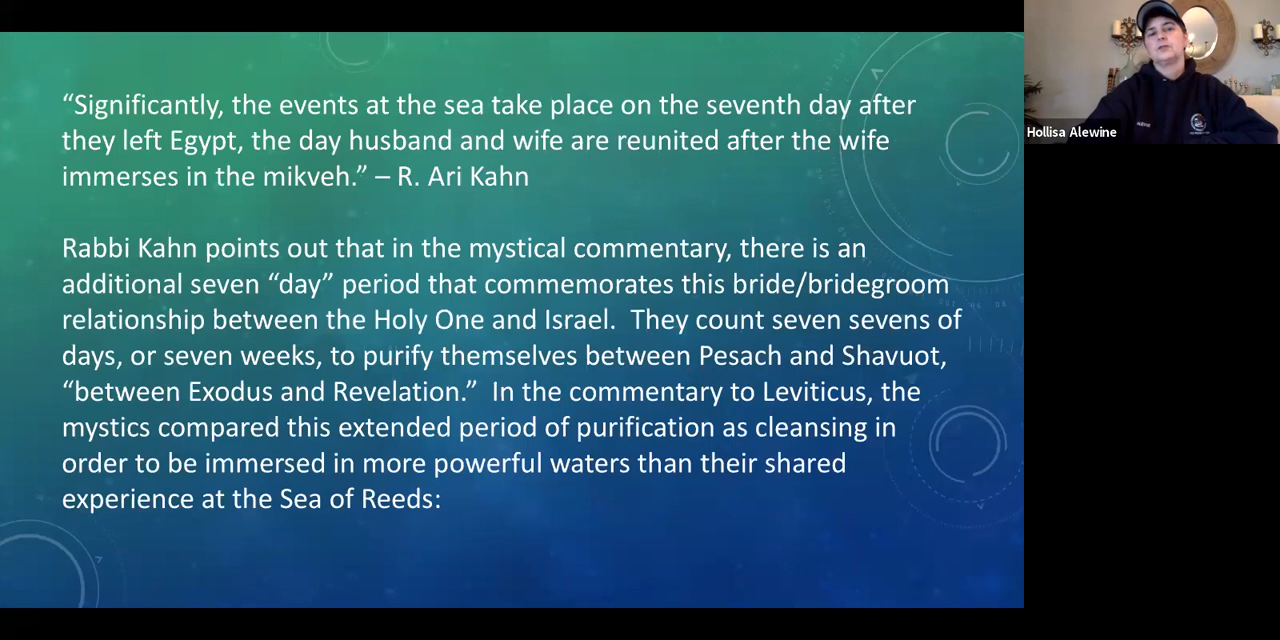 “Significantly, the events at the sea take place on the seventh day after
they left Egypt, the day husband and wife are reunited after the wife
immerses in the mikveh.” – R. Ari Kahn
Rabbi Kahn points out that in the mystical commentary, there is an
additional seven “day” period that commemorates this bride/bridegroom
relationship between the Holy One and Israel.  They count seven sevens of
days, or seven weeks, to purify themselves between Pesach and Shavuot,
“between Exodus and Revelation.”  In the commentary to Leviticus, the
mystics compared this extended period of purification as cleansing in
order to be immersed in more powerful waters than their shared
experience at the Sea of Reeds:
Hollisa Alewine